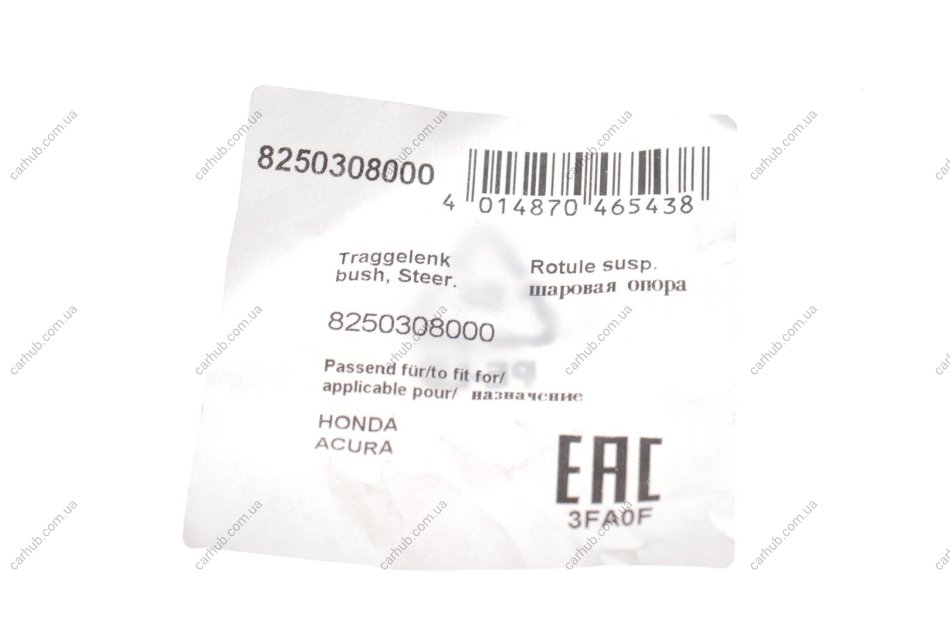 8250308000
4 014870 465438
Traggelenk
bush, Steer.
Rotule susp.
шаровая опора
8250308000
Passend für/to fit for/
applicable pour/ назначение
HONDA
ACURA
EAC
3FA0F
carhub.com.ua